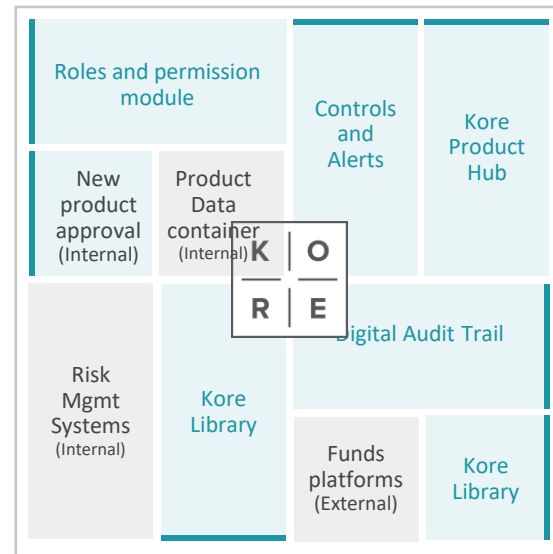 Roles and permission
module
Controls
and
Alerts
Kore
Product
Hub
New
product
approval
(Internal)
Product
Data
container
(Internal)
K O
R E
Digital Audit Trail
Risk
Mgmt
Systems
(Internal)
Kore
Library
Funds
platforms
(External)
Kore
Library